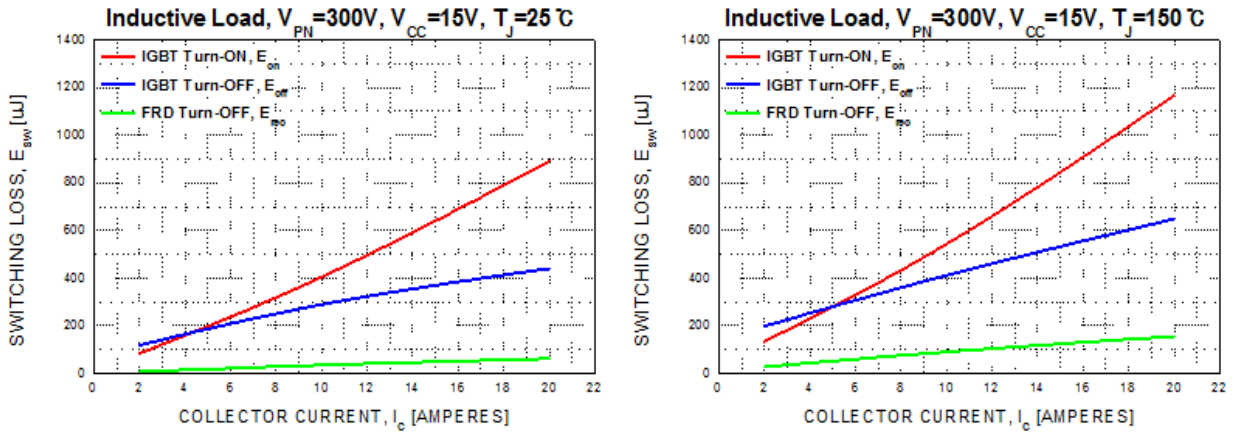 Inductive Load, VPN=300V, VCC=15V, TJ=25 ℃
1400
1200
1000
800
600
400
200
0
IGBT Turn-ON, Eon
IGBT Turn-OFF, Eoff
FRD Turn-OFF, Erec
SWITCHING LOSS, ESW [uJ]
0 2 4 6 8 10 12 14 16 18 20 22
COLLECTOR CURRENT, Ic [AMPERES]
Inductive Load, VPN=300V, VCC=15V, TJ=150 ℃
1400
1200
1000
800
600
400
200
0
IGBT Turn-ON, Eon
IGBT Turn-OFF, Eoff
FRD Turn-OFF, Erec
SWITCHING LOSS, ESW [uJ]
0 2 4 6 8 10 12 14 16 18 20 22
COLLECTOR CURRENT, Ic [AMPERES]